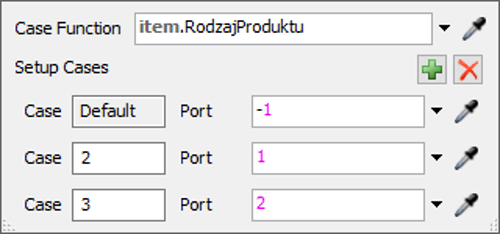 Case Function item.RodzajProduktu
Setup Cases
Case Default Port -1
Case 2 Port 1
Case 3 Port 2